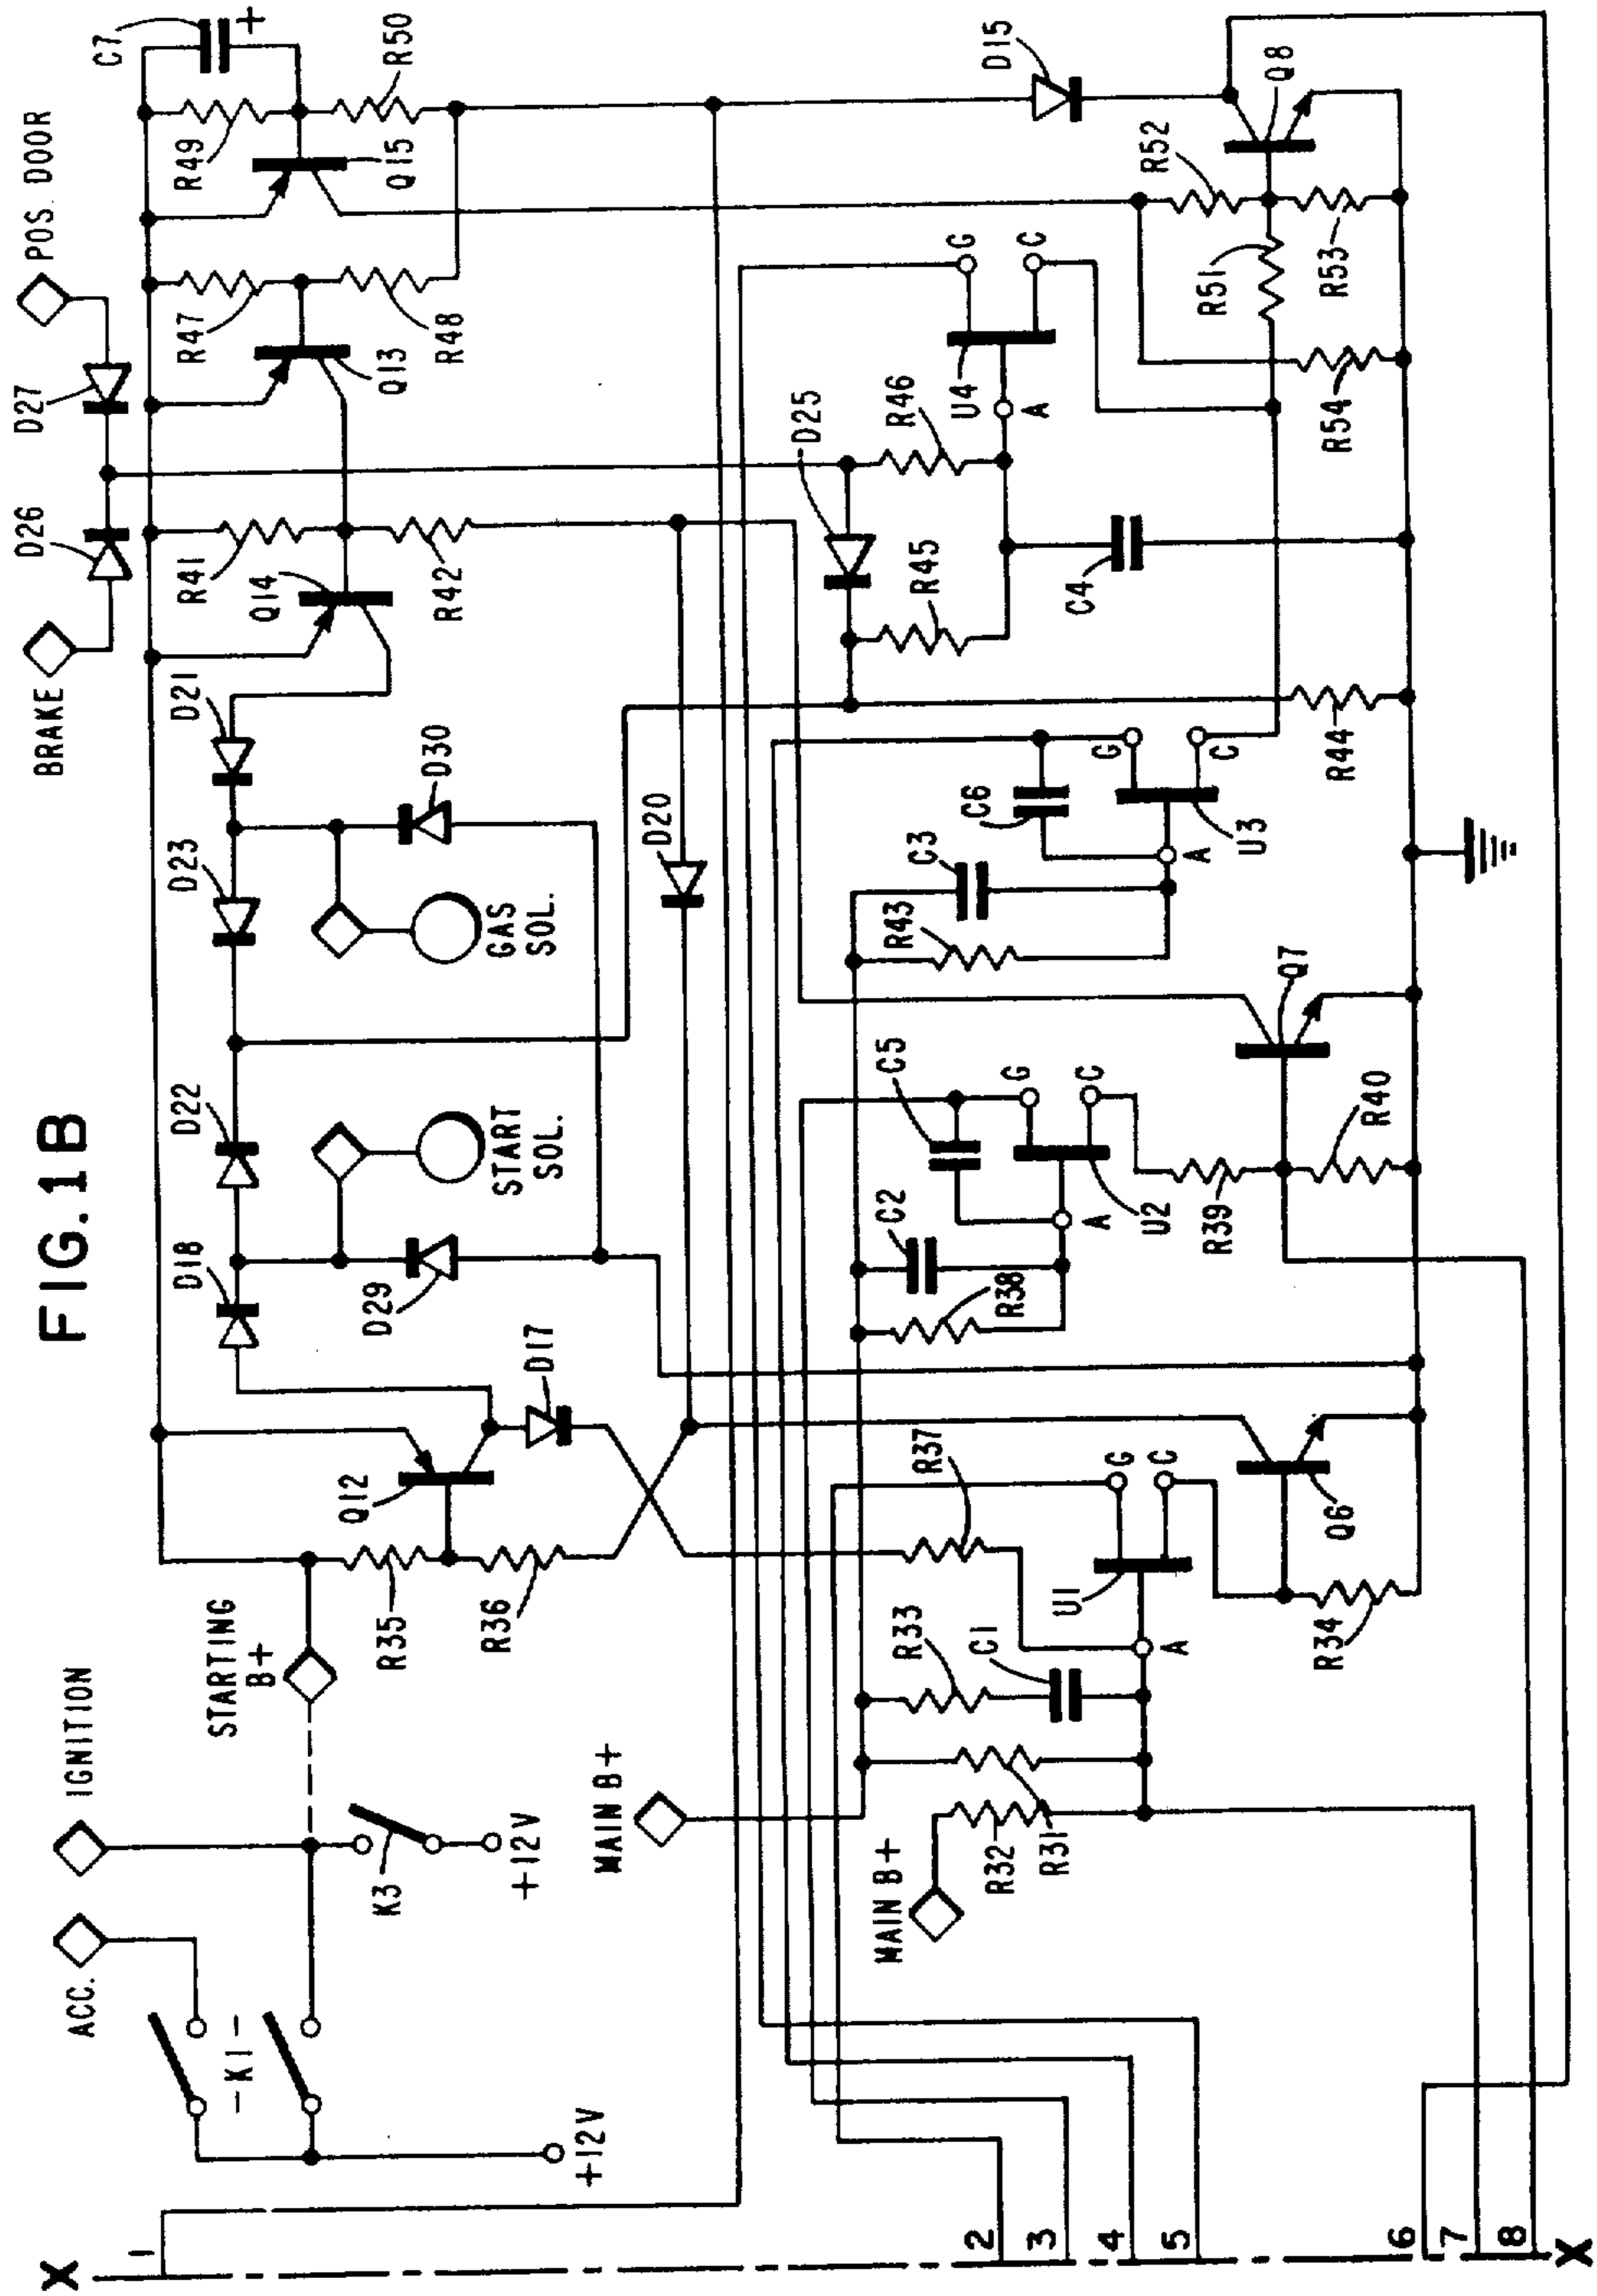 FIG. 1B
ACC.
IGNITION
BRAKE
POS. DOOR
-K1-
+12V
K3
+12V
STARTING
B+
R35
R36
Q12
D17
D18
D22
D23
D21
D29
START
SOL.
GAS
SOL.
D30
D20
Q14
R41
R42
D26
D27
R47
R48
Q13
R49
R50
Q15
C7
+
MAIN B+
MAIN B+
R32
R31
R33
C1
R37
A
G
C
U1
R34
Q6
R38
C2
C5
A
G
C
U2
R39
R40
Q7
R43
C3
C6
A
G
C
U3
R44
R45
D25
R46
C4
A
G
C
U4
D15
R51
R52
R53
R54
Q8
X
1
2
3
4
5
6
7
8
X